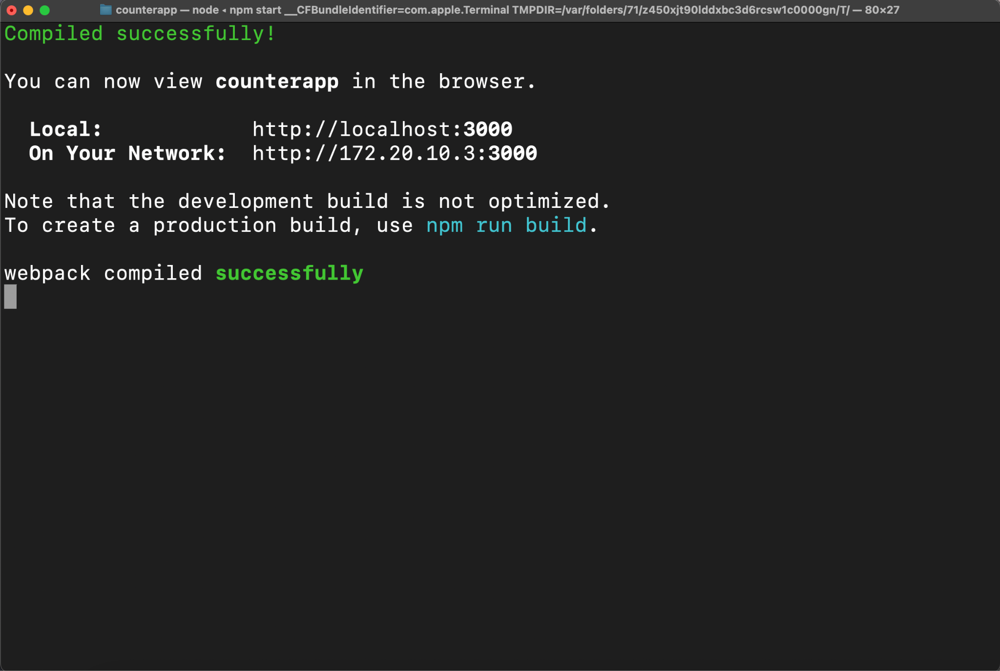 counterapp — node ◂ npm start __CFBundleIdentifier=com.apple.Terminal TMPDIR=/var/folders/71/z450xjt90lddxbc3d6rcsw1c0000gn/T/ — 80×27
Compiled successfully!
You can now view counterapp in the browser.
Local: http://localhost:3000
On Your Network: http://172.20.10.3:3000
Note that the development build is not optimized.
To create a production build, use npm run build.
webpack compiled successfully